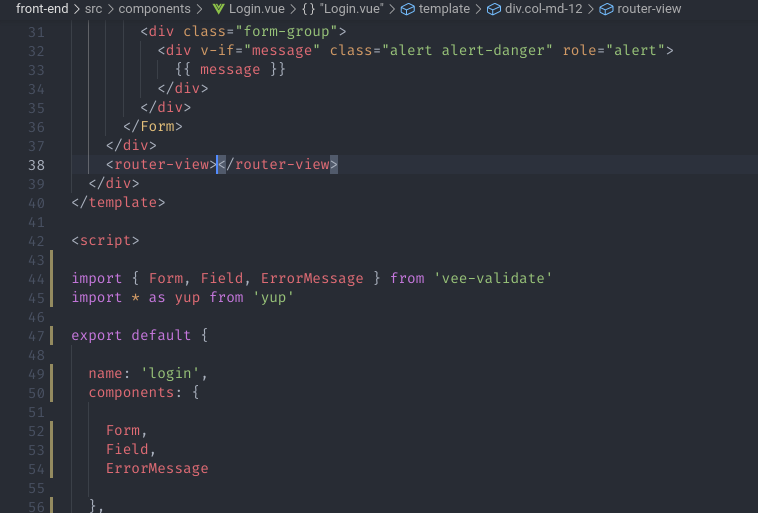 front-end > src > components > Login.vue > {} "Login.vue" > template > div.col-md-12 > router-view
31 <div class="form-group">
32 <div v-if="message" class="alert alert-danger" role="alert">
33 {{ message }}
34 </div>
35 </div>
36 </Form>
37 </div>
38 <router-view></router-view>
39 </div>
40 </template>
41
42 <script>
43
44 import { Form, Field, ErrorMessage } from 'vee-validate'
45 import * as yup from 'yup'
46
47 export default {
48
49 name: 'login',
50 components: {
51
52 Form,
53 Field,
54 ErrorMessage
55
56 },